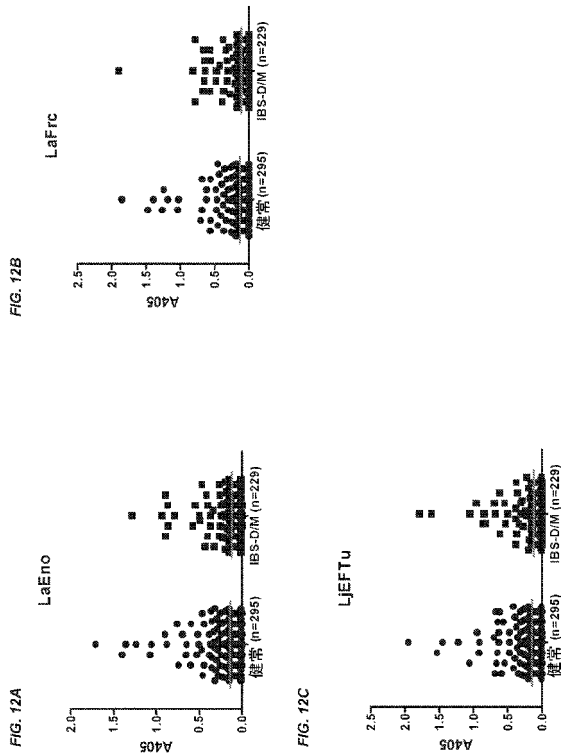 FIG. 12A
LaEno
2.0
1.5
1.0
0.5
0.0
A405
健常 (n=295)
IBS-D/M (n=229)
FIG. 12B
LaFrc
2.5
2.0
1.5
1.0
0.5
0.0
A405
健常 (n=295)
IBS-D/M (n=229)
FIG. 12C
LjEFTu
2.5
2.0
1.5
1.0
0.5
0.0
A405
健常 (n=295)
IBS-D/M (n=229)